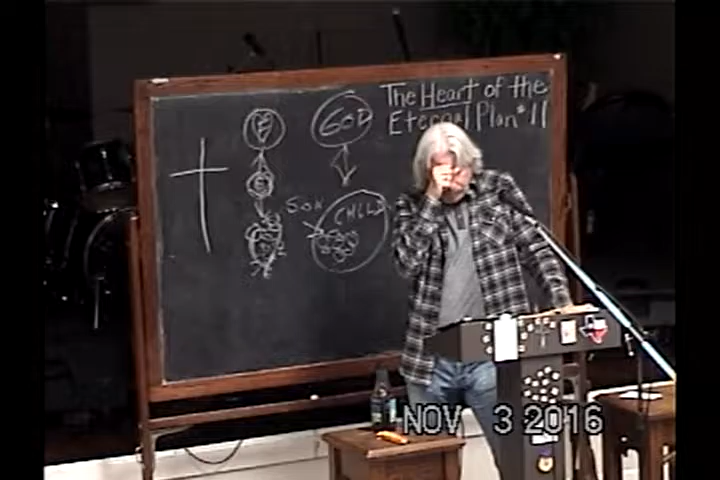 The Heart of the
Eternal Plan #11
GOD
SON
CHILD
NOV 3 2016